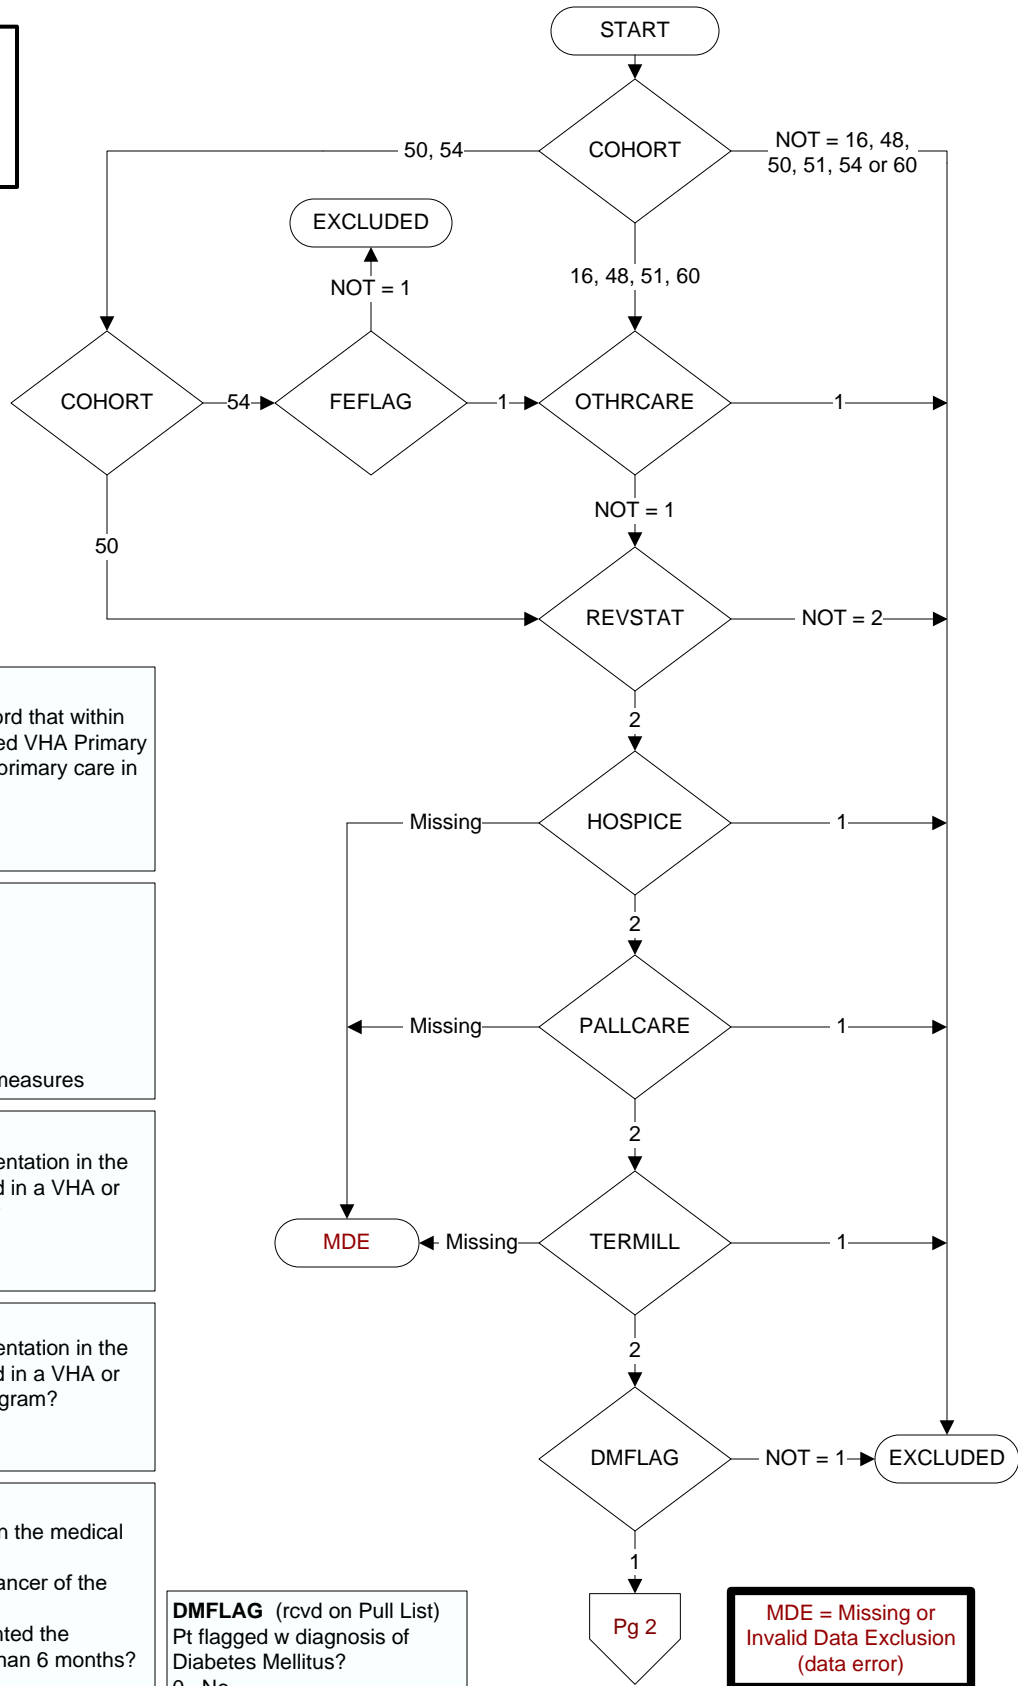 START
COHORT
50, 54
NOT = 16, 48,
50, 51, 54 or 60
EXCLUDED
NOT = 1
16, 48, 51, 60
COHORT
54
FEFLAG
1
OTHRCARE
1
NOT = 1
50
REVSTAT
NOT = 2
2
ord that within
ed VHA Primary
primary care in
Missing
HOSPICE
1
2
Missing
PALLCARE
1
measures
2
entation in the
d in a VHA or
MDE
Missing
TERMILL
1
2
entation in the
d in a VHA or
gram?
DMFLAG
NOT = 1
EXCLUDED
n the medical
ancer of the
nted the
han 6 months?
1
Pg 2
DMFLAG (rcvd on Pull List)
Pt flagged w diagnosis of
Diabetes Mellitus?
MDE = Missing or
Invalid Data Exclusion
(data error)